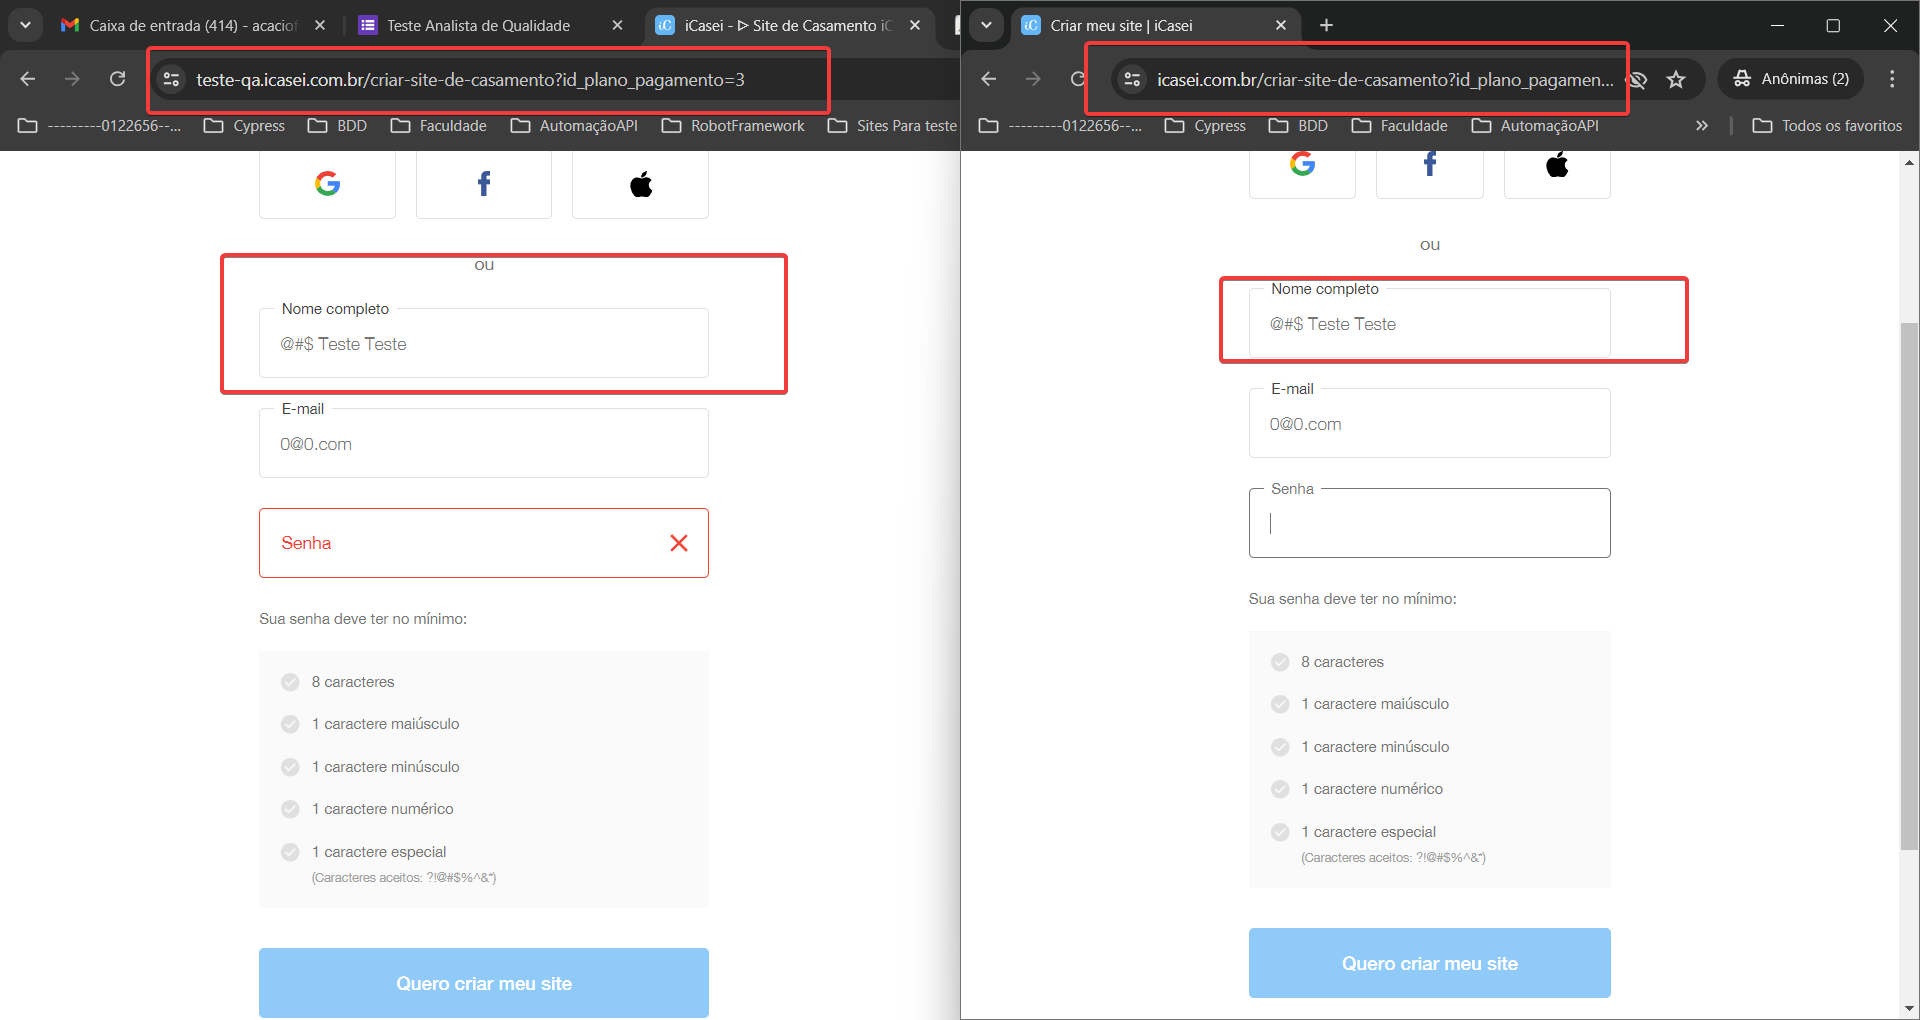 Caixa de entrada (414) - aciof
Teste Analista de Qualidade
iCasei - ᐅ Site de Casamento iC
teste-qa.icasei.com.br/criar-site-de-casamento?id_plano_pagamento=3
---------0122656--...
Cypress
BDD
Faculdade
AutomaçãoAPI
RobotFramework
Sites Para teste
G
f
ou
Nome completo
@#$ Teste Teste
E-mail
0@0.com
Senha
Sua senha deve ter no mínimo:
8 caracteres
1 caractere maiúsculo
1 caractere minúsculo
1 caractere numérico
1 caractere especial
(Caracteres aceitos: ?!@#$%^&*)
Quero criar meu site
iC Criar meu site | iCasei
icasei.com.br/criar-site-de-casamento?id_plano_pagamen...
Anônimas (2)
---------0122656--...
Cypress
BDD
Faculdade
AutomaçãoAPI
»
Todos os favoritos
G
f
ou
Nome completo
@#$ Teste Teste
E-mail
0@0.com
Senha
Sua senha deve ter no mínimo:
8 caracteres
1 caractere maiúsculo
1 caractere minúsculo
1 caractere numérico
1 caractere especial
(Caracteres aceitos: ?!@#$%^&*)
Quero criar meu site